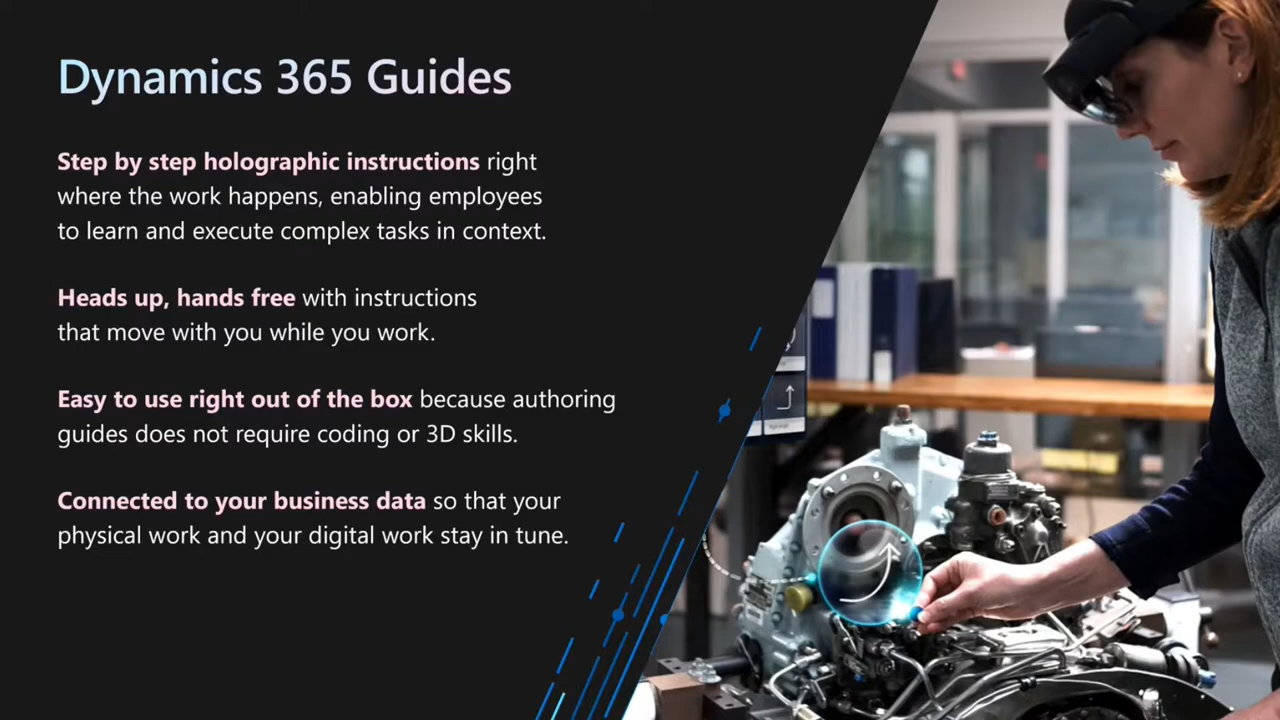 Dynamics 365 Guides
Step by step holographic instructions right
where the work happens, enabling employees
to learn and execute complex tasks in context.
Heads up, hands free with instructions
that move with you while you work.
Easy to use right out of the box because authoring
guides does not require coding or 3D skills.
Connected to your business data so that your
physical work and your digital work stay in tune.